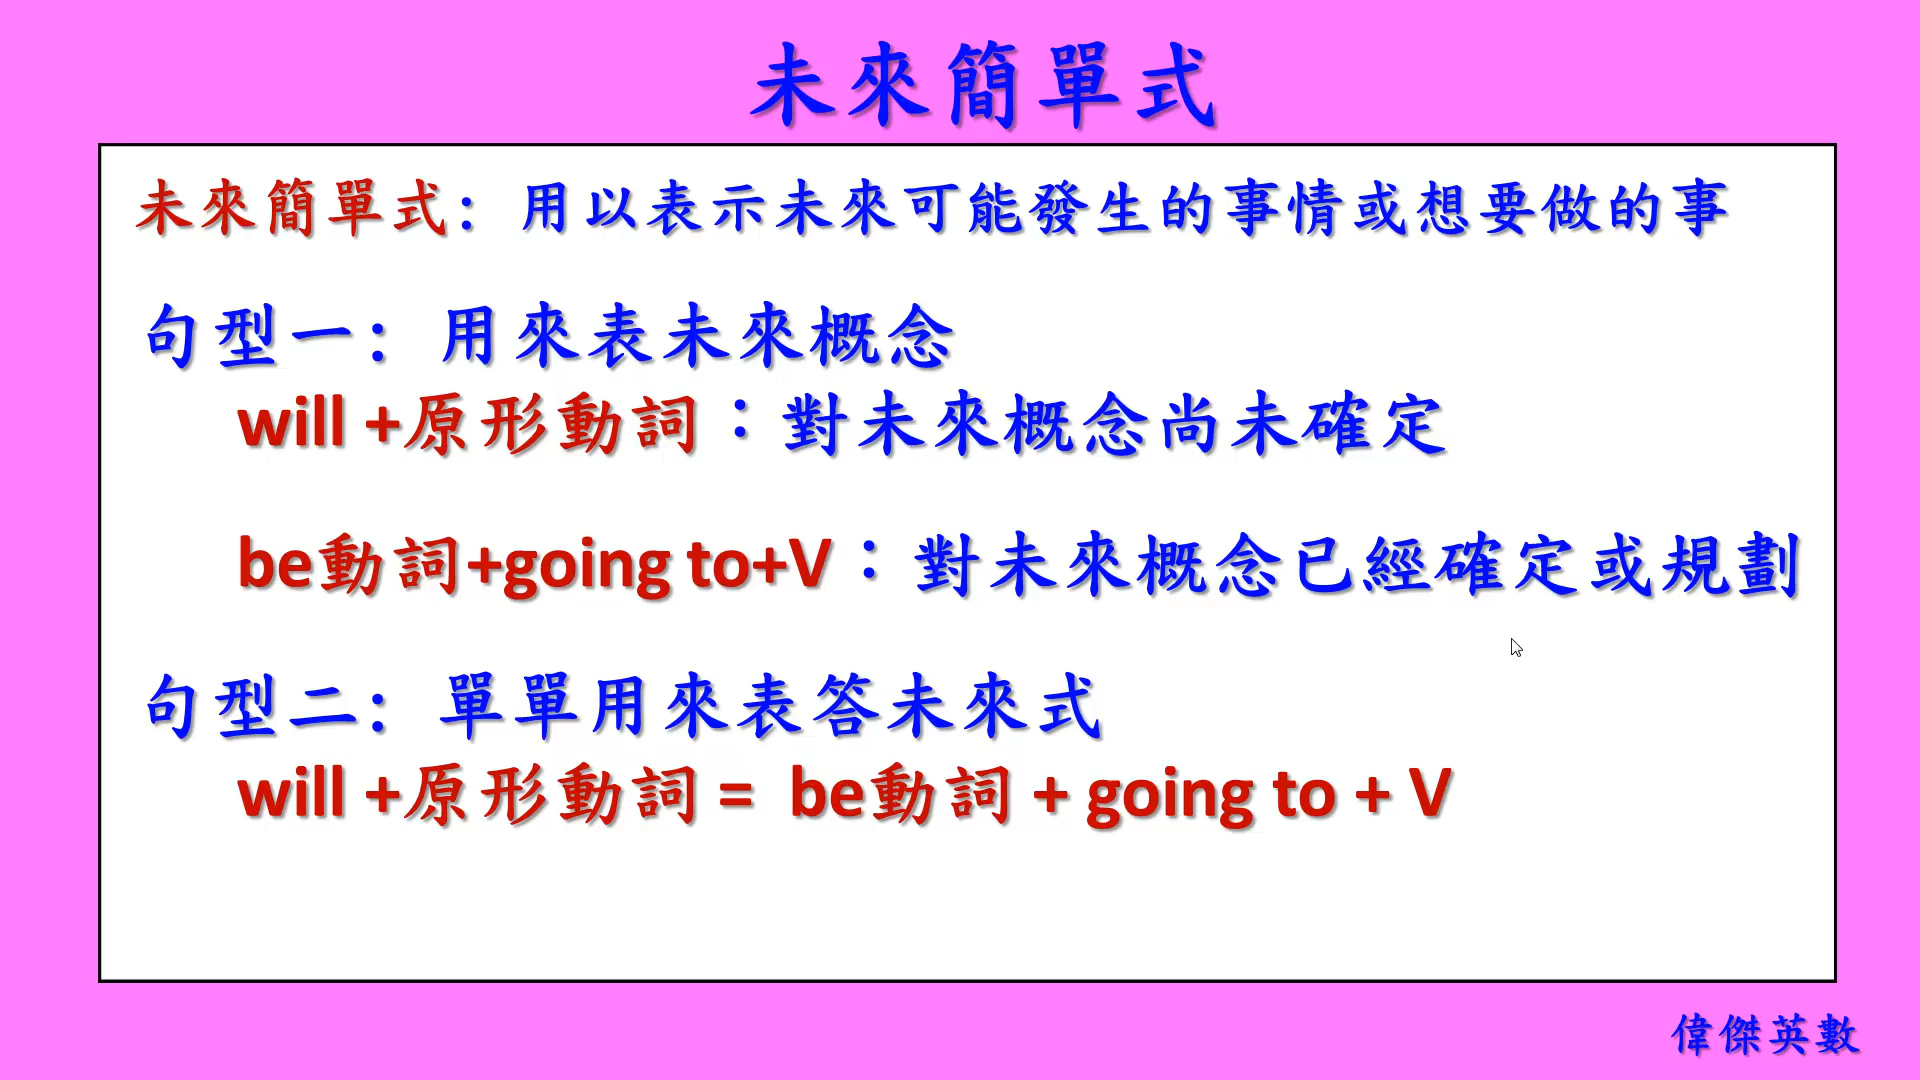 未來簡單式
未來簡單式: 用以表示未來可能發生的事情或想要做的事
句型一: 用來表未來概念
will +原形動詞：對未來概念尚未確定
be動詞+going to+V：對未來概念已經確定或規劃
句型二: 單單用來表答未來式
will +原形動詞 = be動詞 + going to + V
偉傑英數